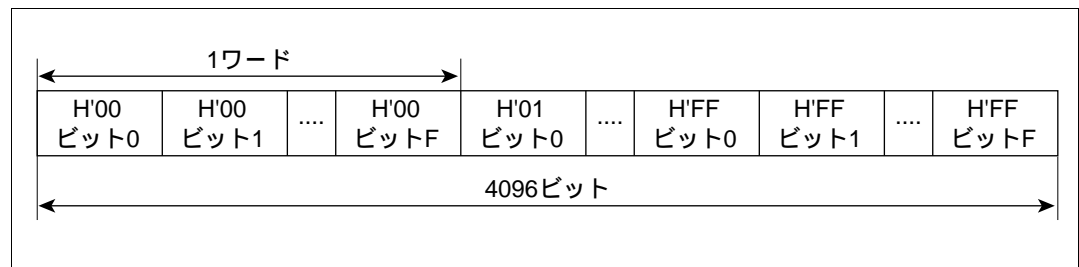 1ワード
H'00 H'00 .... H'00 H'01 .... H'FF H'FF .... H'FF
ビット0 ビット1 ビットF ビット0 ビット0 ビット1 ビットF
4096ビット